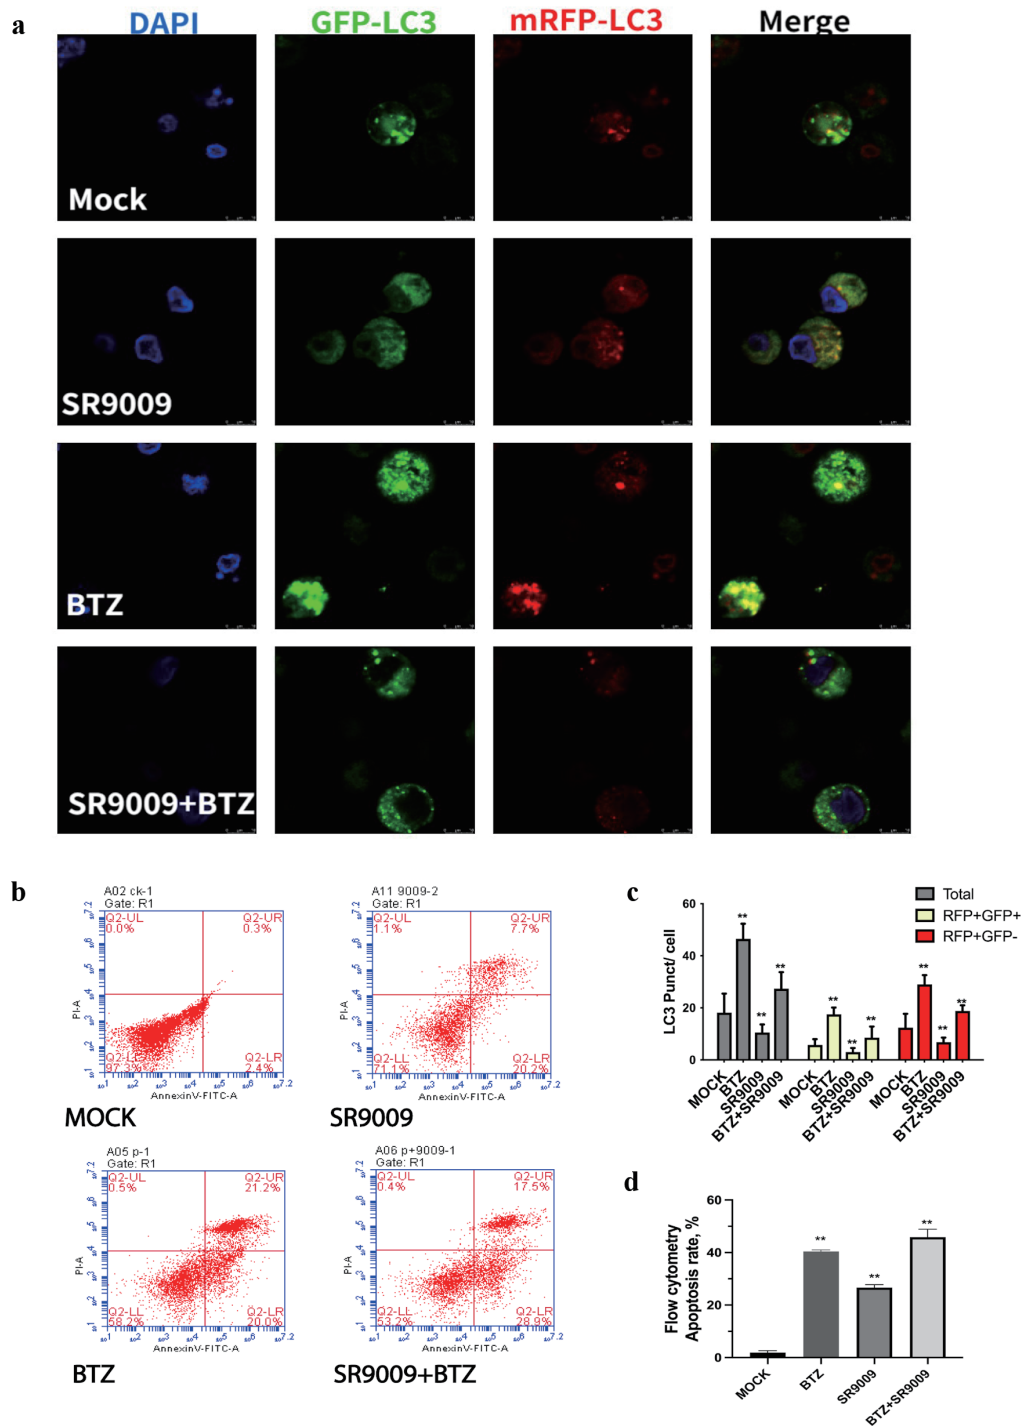 a
DAPI GFP-LC3 mRFP-LC3 Merge
Mock
SR9009
BTZ
SR9009+BTZ
b
A02 ck-1
Gate: R1
Q2-UL
0.0%
Q2-UR
0.3%
Q2-LL
97.3%
Q2-LR
2.4%
PI-A
AnnexinV-FITC-A
MOCK
A11 9009-2
Gate: R1
Q2-UL
1.1%
Q2-UR
7.7%
71.1%
Q2-LR
20.2%
PI-A
AnnexinV-FITC-A
SR9009
A05 p-1
Gate: R1
Q2-UL
0.5%
Q2-UR
21.2%
Q2-LL
58.2%
Q2-LR
20.0%
PI-A
AnnexinV-FITC-A
BTZ
A06 p+9009-1
Gate: R1
Q2-UL
0.4%
Q2-UR
17.5%
Q2-LL
53.2%
Q2-LR
28.9%
PI-A
AnnexinV-FITC-A
SR9009+BTZ
c
Total
RFP+GFP+
RFP+GFP-
LC3 Punct/ cell
60
40
20
0
** ** ** ** ** ** ** ** **
MOCK BTZ SR9009 BTZ+SR9009 MOCK BTZ SR9009 BTZ+SR9009 MOCK BTZ SR9009 BTZ+SR9009
d
Flow cytometry
Apoptosis rate, %
60
40
20
0
** ** **
MOCK BTZ SR9009 BTZ+SR9009